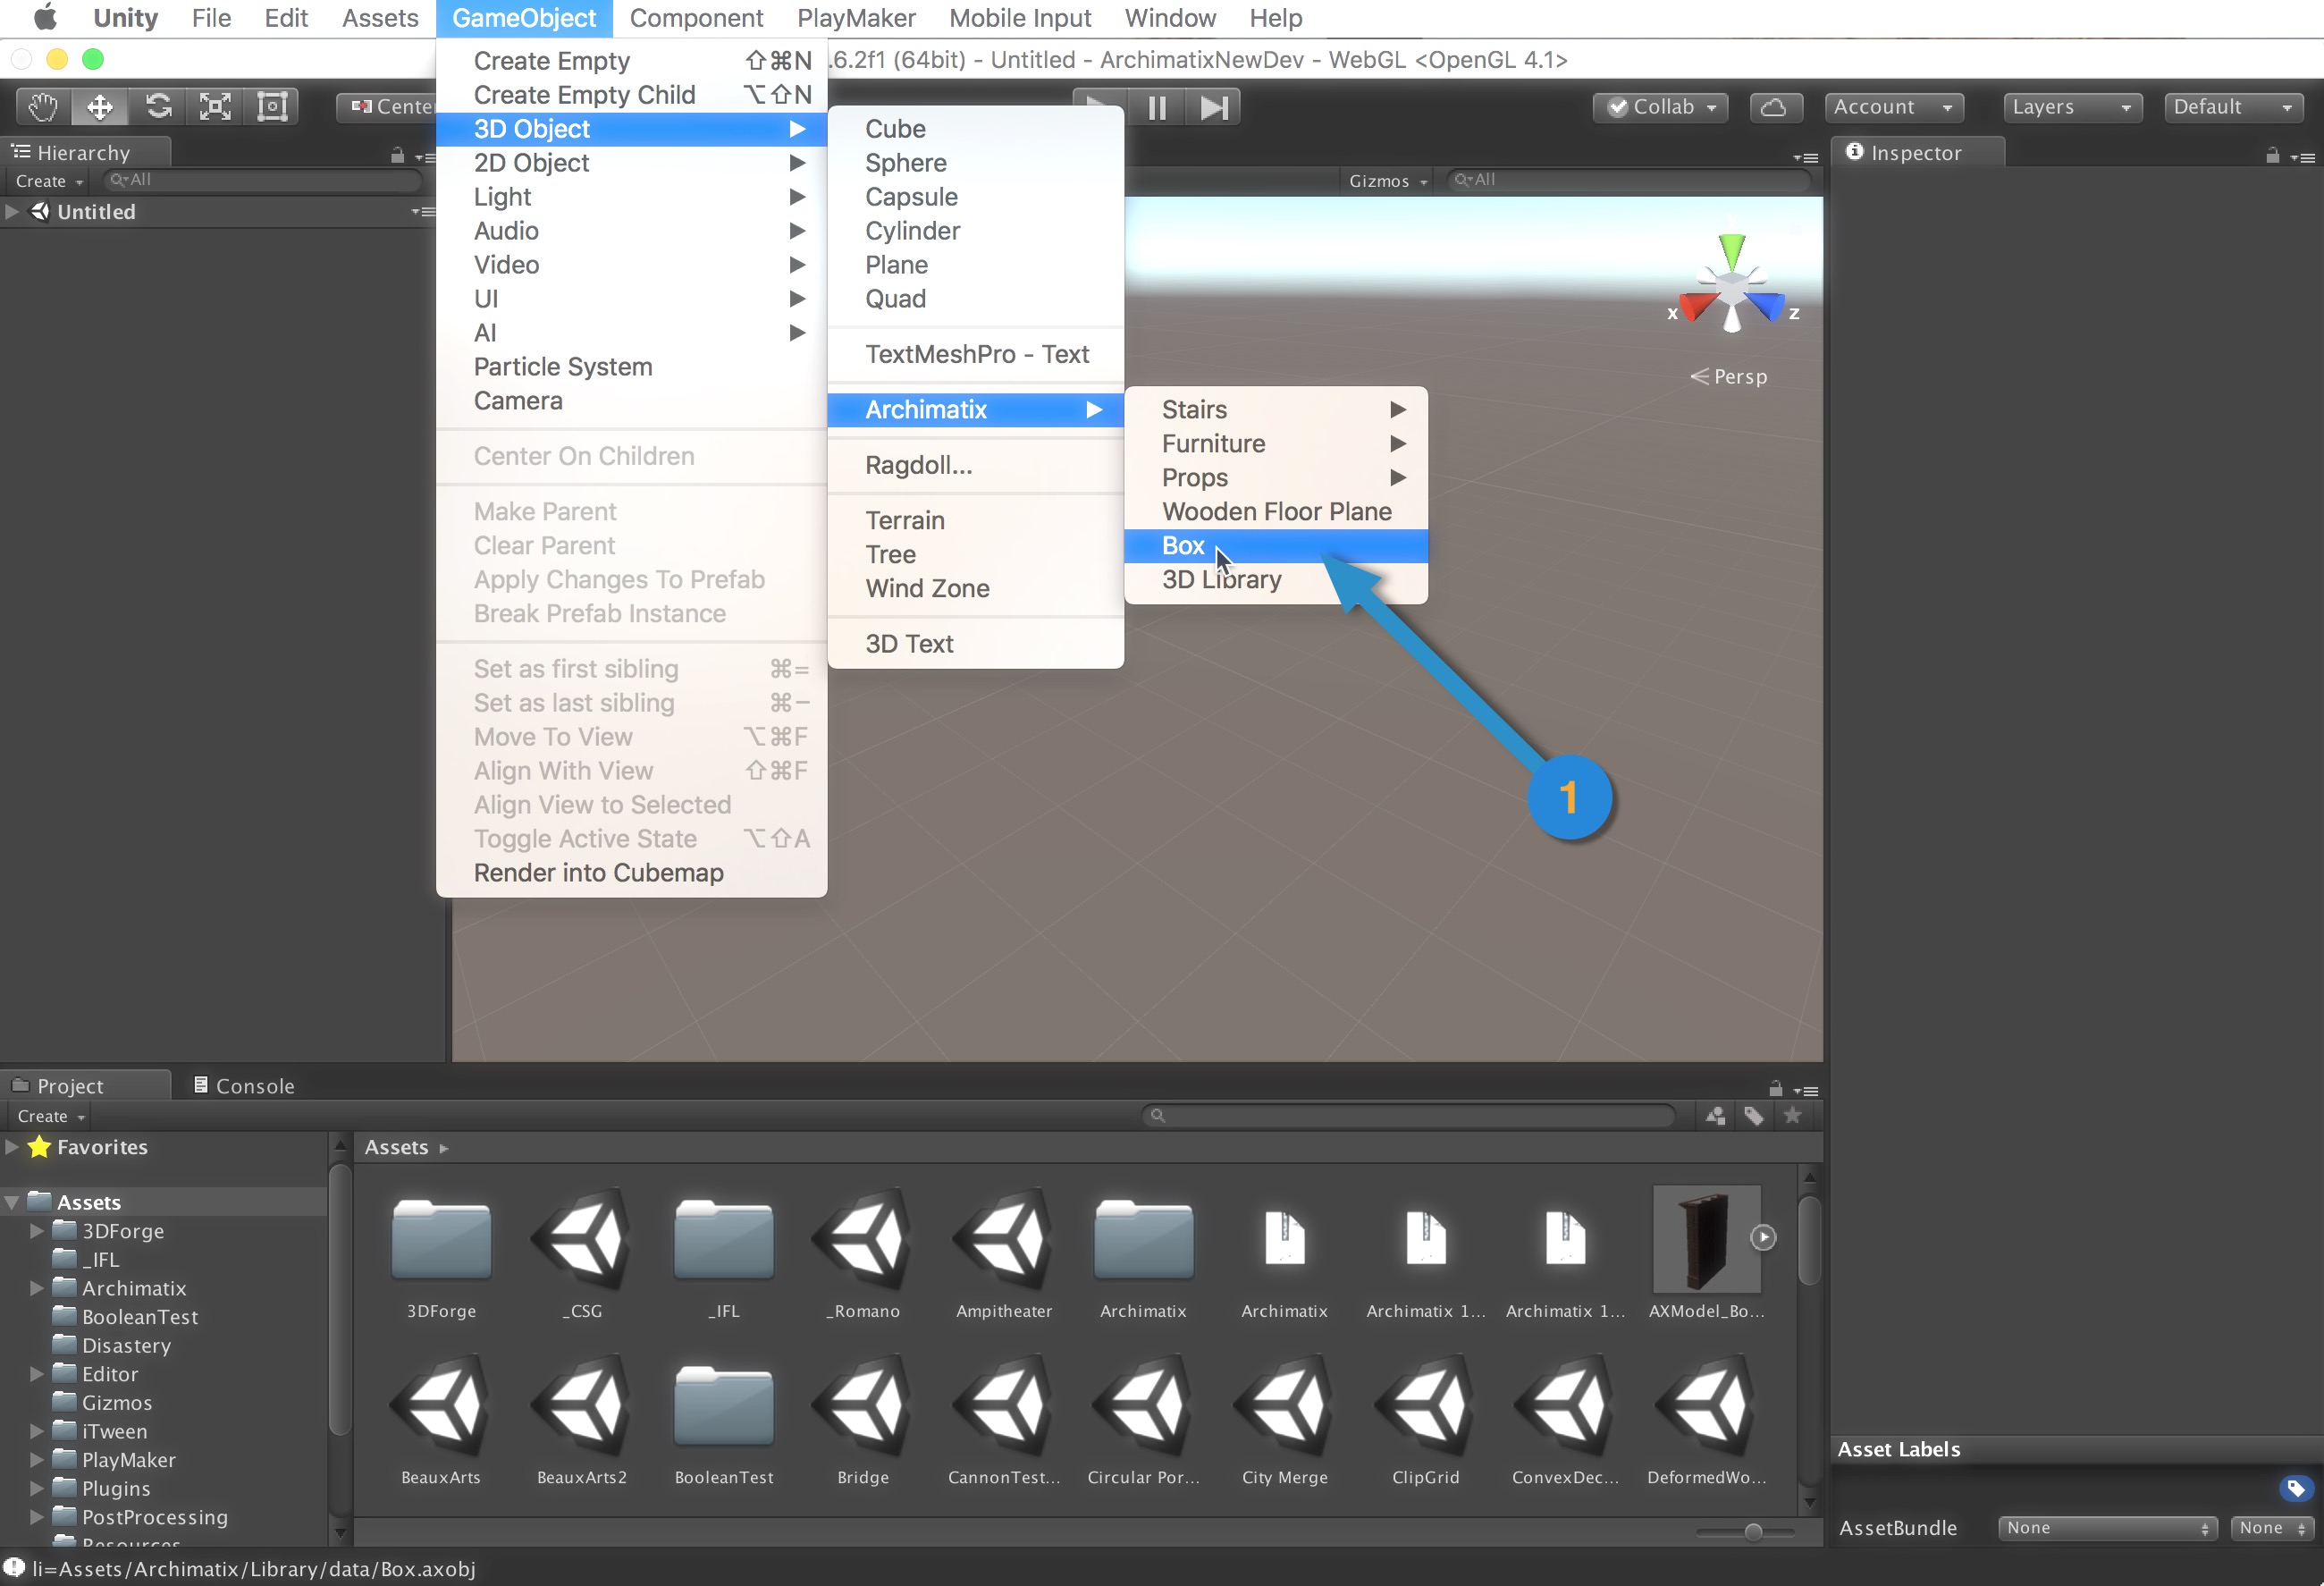 Unity File Edit Assets GameObject Component PlayMaker Mobile Input Window Help
.6.2f1 (64bit) - Untitled - ArchimatixNewDev - WebGL <OpenGL 4.1>
Center Collab Account Layers Default
Hierarchy
Create All
Untitled
Create Empty ⇧⌘N
Create Empty Child ⌥⇧N
3D Object
2D Object
Light
Audio
Video
UI
AI
Particle System
Camera
Center On Children
Make Parent
Clear Parent
Apply Changes To Prefab
Break Prefab Instance
Set as first sibling ⌘=
Set as last sibling ⌘−
Move To View ⌥⌘F
Align With View ⇧⌘F
Align View to Selected
Toggle Active State ⌥⇧A
Render into Cubemap
Cube
Sphere
Capsule
Cylinder
Plane
Quad
TextMeshPro - Text
Archimatix
Ragdoll...
Terrain
Tree
Wind Zone
3D Text
Stairs
Furniture
Props
Wooden Floor Plane
Box
3D Library
1
Gizmos All
x z
Persp
Inspector
Project Console
Create
Favorites
Assets
3DForge
_IFL
Archimatix
BooleanTest
Disastery
Editor
Gizmos
iTween
PlayMaker
Plugins
PostProcessing
Resources
Assets
3DForge _CSG _IFL _Romano Ampitheater Archimatix Archimatix Archimatix 1... Archimatix 1... AXModel_Bo...
BeauxArts BeauxArts2 BooleanTest Bridge CannonTest... Circular Por... City Merge ClipGrid ConvexDec... DeformedWo...
Asset Labels
AssetBundle None None
li=Assets/Archimatix/Library/data/Box.axobj